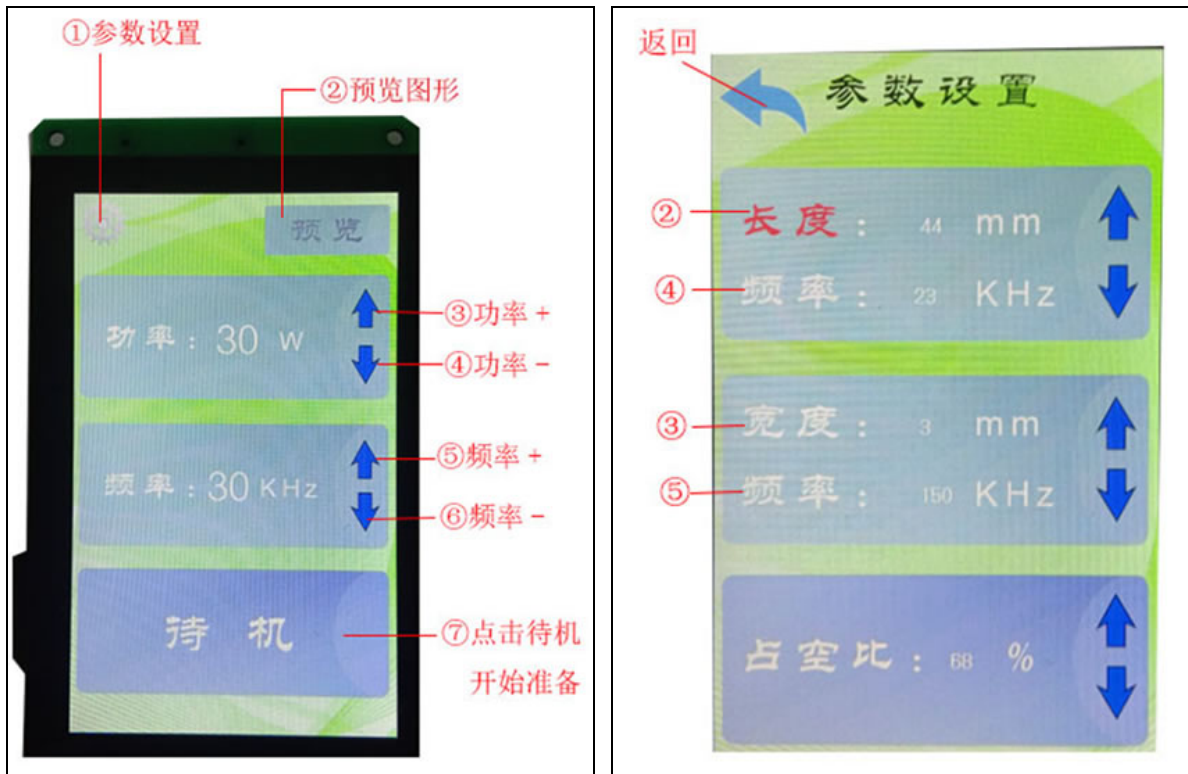 ①参数设置
②预览图形
预览
功率：30 W
③功率 +
④功率 -
频率：30 KHz
⑤频率 +
⑥频率 -
待 机
⑦点击待机
开始准备
返回
参数设置
②
长度： 44 mm
④
频率： 23 KHz
③
宽度： 3 mm
⑤
频率： 150 KHz
占空比： 68 %